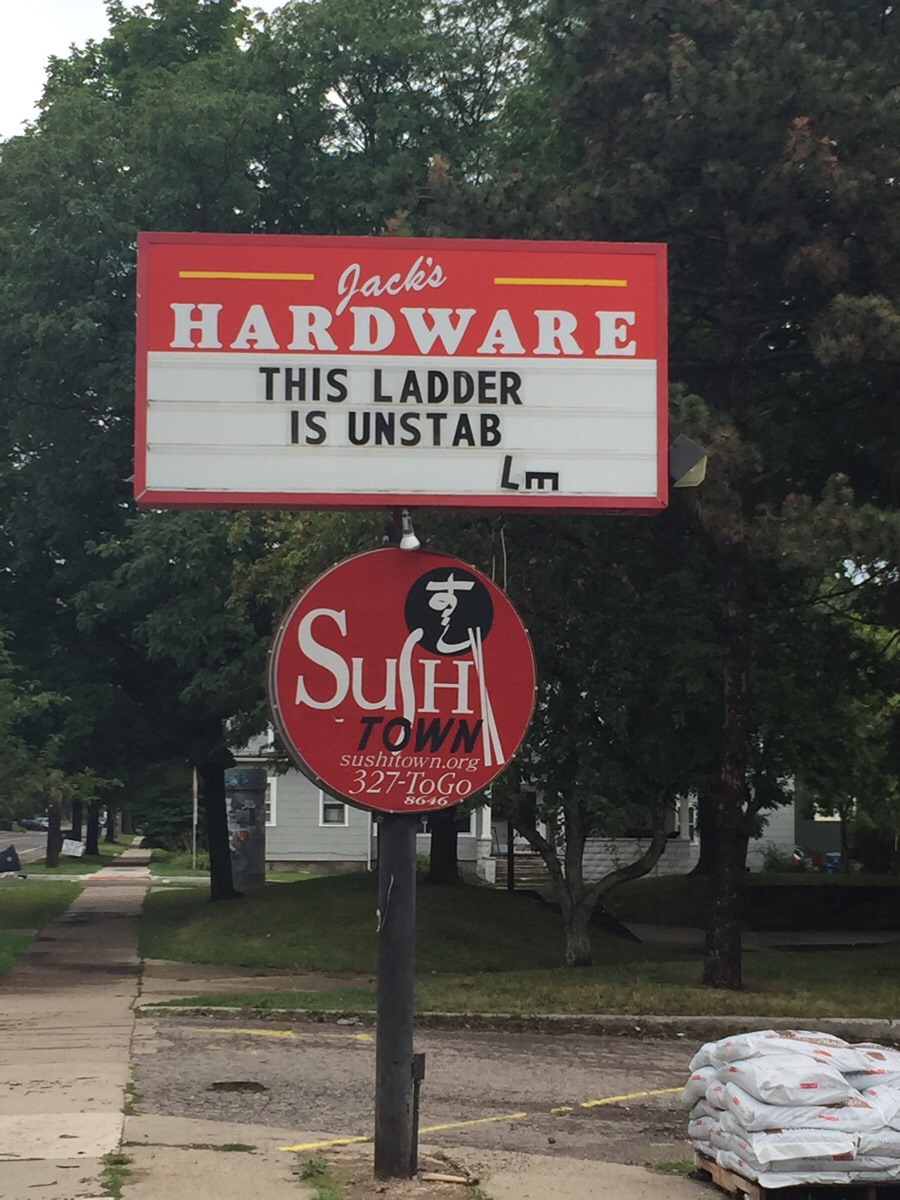 Jack's
HARDWARE
THIS LADDER
IS UNSTAB
LE
すし
SUSHI
TOWN
sushitown.org
327-ToGo
8646